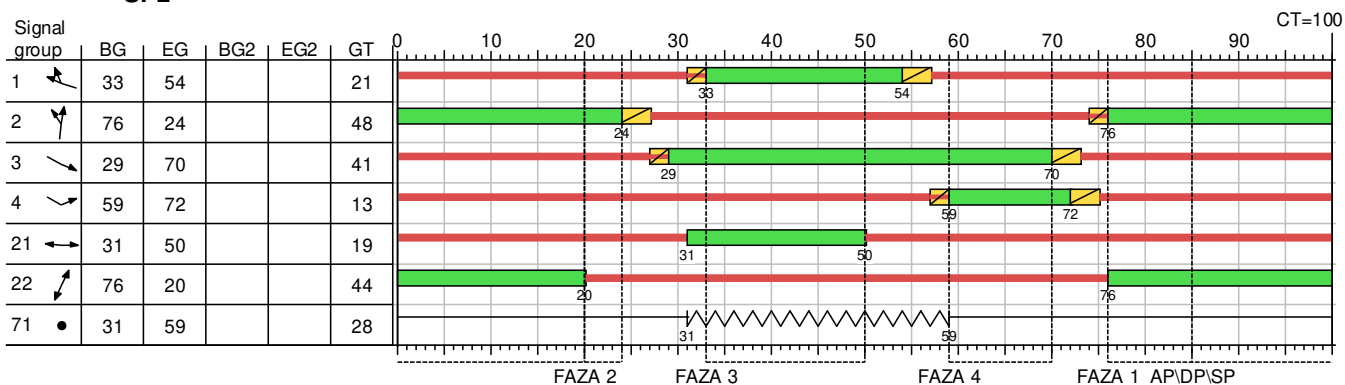 CT=100
Signal
group BG EG BG2 EG2 GT 0 10 20 30 40 50 60 70 80 90
1 33 54 21 33 54
2 76 24 48 24 76
3 29 70 41 29 70
4 59 72 13 59 72
21 31 50 19 31 50
22 76 20 44 20 76
71 31 59 28 31 59
FAZA 2 FAZA 3 FAZA 4 FAZA 1 AP\DP\SP